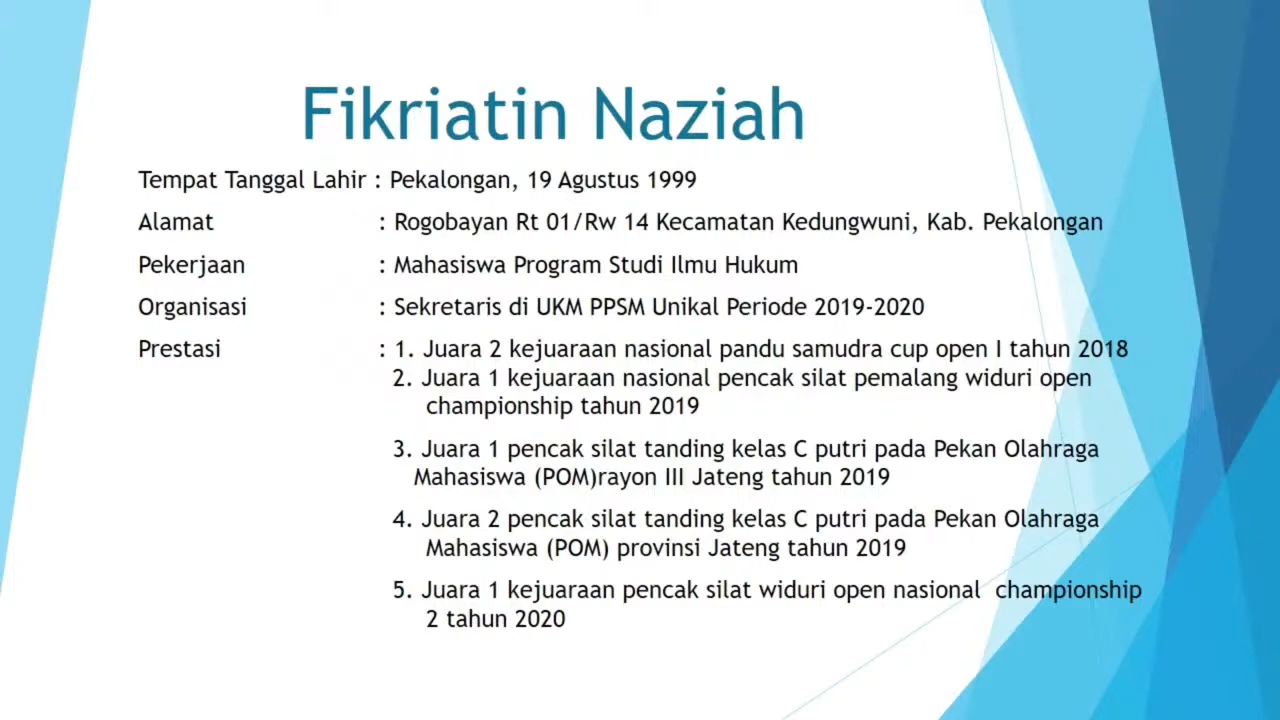 Fikriatin Naziah
Tempat Tanggal Lahir : Pekalongan, 19 Agustus 1999
Alamat : Rogobayan Rt 01/Rw 14 Kecamatan Kedungwuni, Kab. Pekalongan
Pekerjaan : Mahasiswa Program Studi Ilmu Hukum
Organisasi : Sekretaris di UKM PPSM Unikal Periode 2019-2020
Prestasi : 1. Juara 2 kejuaraan nasional pandu samudra cup open I tahun 2018
2. Juara 1 kejuaraan nasional pencak silat pemalang widuri open
championship tahun 2019
3. Juara 1 pencak silat tanding kelas C putri pada Pekan Olahraga
Mahasiswa (POM)rayon III Jateng tahun 2019
4. Juara 2 pencak silat tanding kelas C putri pada Pekan Olahraga
Mahasiswa (POM) provinsi Jateng tahun 2019
5. Juara 1 kejuaraan pencak silat widuri open nasional championship
2 tahun 2020